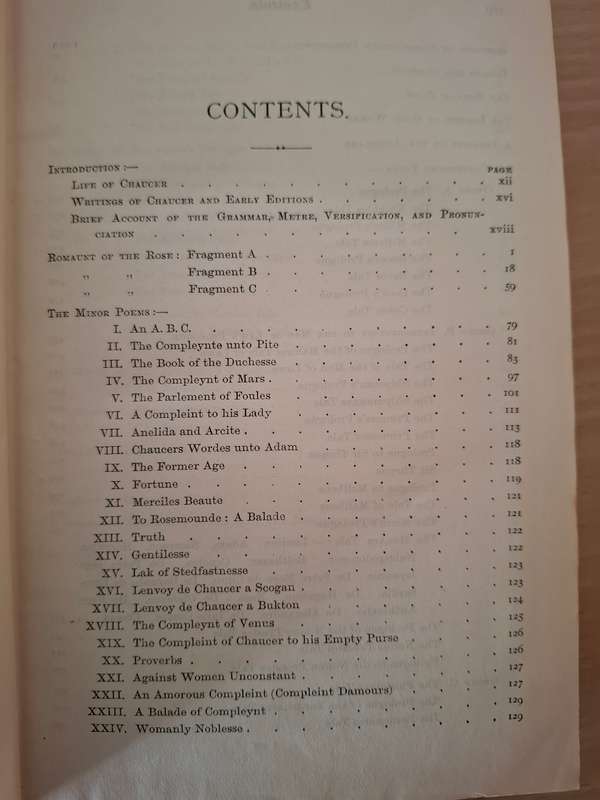 CONTENTS.
INTRODUCTION :— PAGE
LIFE OF CHAUCER . . . . . . . . . . . xii
WRITINGS OF CHAUCER AND EARLY EDITIONS . . . . . . . xvi
BRIEF ACCOUNT OF THE GRAMMAR, METRE, VERSIFICATION, AND PRONUN-
CIATION . . . . . . . . . . . . xviii
ROMAUNT OF THE ROSE : Fragment A . . . . . . . . . 1
„ „ Fragment B . . . . . . . . . 18
„ „ Fragment C . . . . . . . . . 59
THE MINOR POEMS :—
I. An A. B. C. . . . . . . . . . . . 79
II. The Compleynte unto Pite . . . . . . . . 81
III. The Book of the Duchesse . . . . . . . . 83
IV. The Compleynt of Mars . . . . . . . . . 97
V. The Parlement of Foules . . . . . . . . 101
VI. A Compleint to his Lady . . . . . . . . 111
VII. Anelida and Arcite . . . . . . . . . . 113
VIII. Chaucers Wordes unto Adam . . . . . . . 118
IX. The Former Age . . . . . . . . . . 118
X. Fortune . . . . . . . . . . . . 119
XI. Merciles Beaute . . . . . . . . . . 121
XII. To Rosemounde : A Balade . . . . . . . . 121
XIII. Truth . . . . . . . . . . . . 122
XIV. Gentilesse . . . . . . . . . . . 122
XV. Lak of Stedfastnesse . . . . . . . . . 123
XVI. Lenvoy de Chaucer a Scogan . . . . . . . . 123
XVII. Lenvoy de Chaucer a Bukton . . . . . . . 124
XVIII. The Compleynt of Venus . . . . . . . . 125
XIX. The Compleint of Chaucer to his Empty Purse . . . . 126
XX. Proverbs . . . . . . . . . . . . 126
XXI. Against Women Unconstant . . . . . . . . 127
XXII. An Amorous Compleint (Compleint Damours) . . . . 127
XXIII. A Balade of Compleynt . . . . . . . . . 129
XXIV. Womanly Noblesse . . . . . . . . . . 129